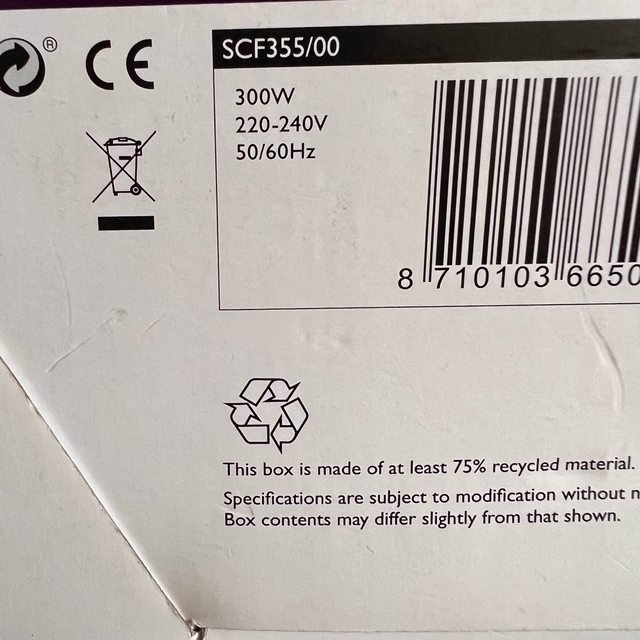 ®
CE
SCF355/00
300W
220-240V
50/60Hz
8 710103 6650
This box is made of at least 75% recycled material.
Specifications are subject to modification without
Box contents may differ slightly from that shown.